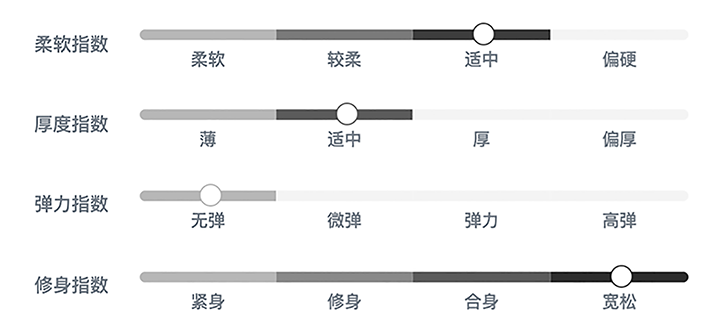 柔软指数
柔软 较柔 适中 偏硬
厚度指数
薄 适中 厚 偏厚
弹力指数
无弹 微弹 弹力 高弹
修身指数
紧身 修身 合身 宽松